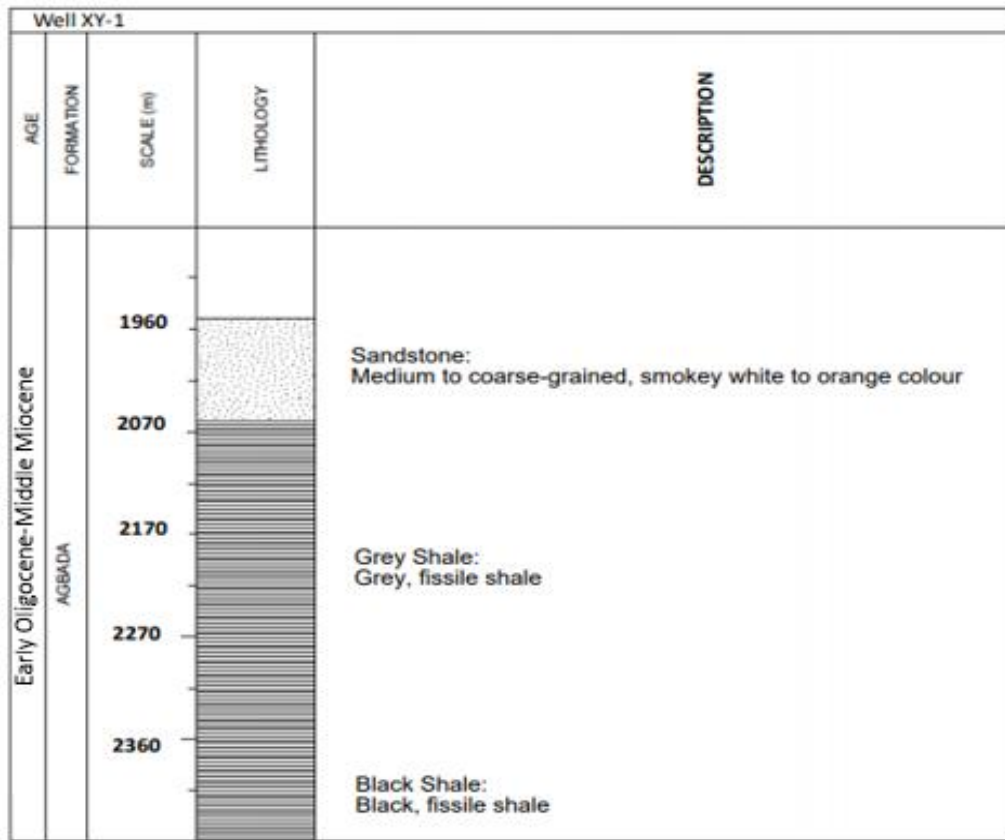 Well XY-1
AGE
FORMATION
SCALE (m)
LITHOLOGY
DESCRIPTION
Early Oligocene-Middle Miocene
AGBADA
1960
2070
2170
2270
2360
Sandstone:
Medium to coarse-grained, smokey white to orange colour
Grey Shale:
Grey, fissile shale
Black Shale:
Black, fissile shale